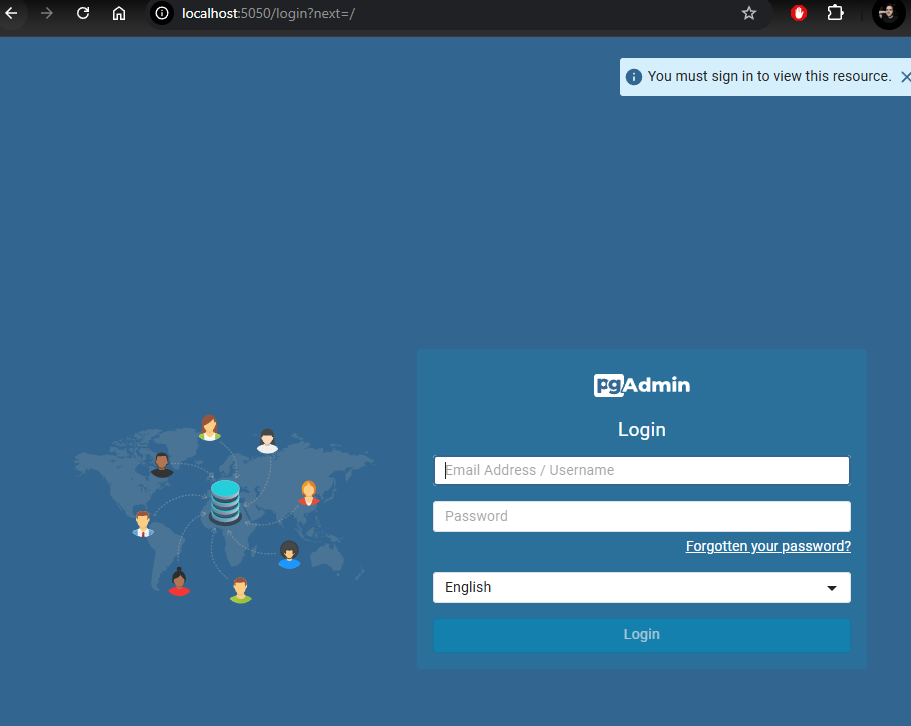 localhost:5050/login?next=/
You must sign in to view this resource.
pgAdmin
Login
Email Address / Username
Password
Forgotten your password?
English
Login